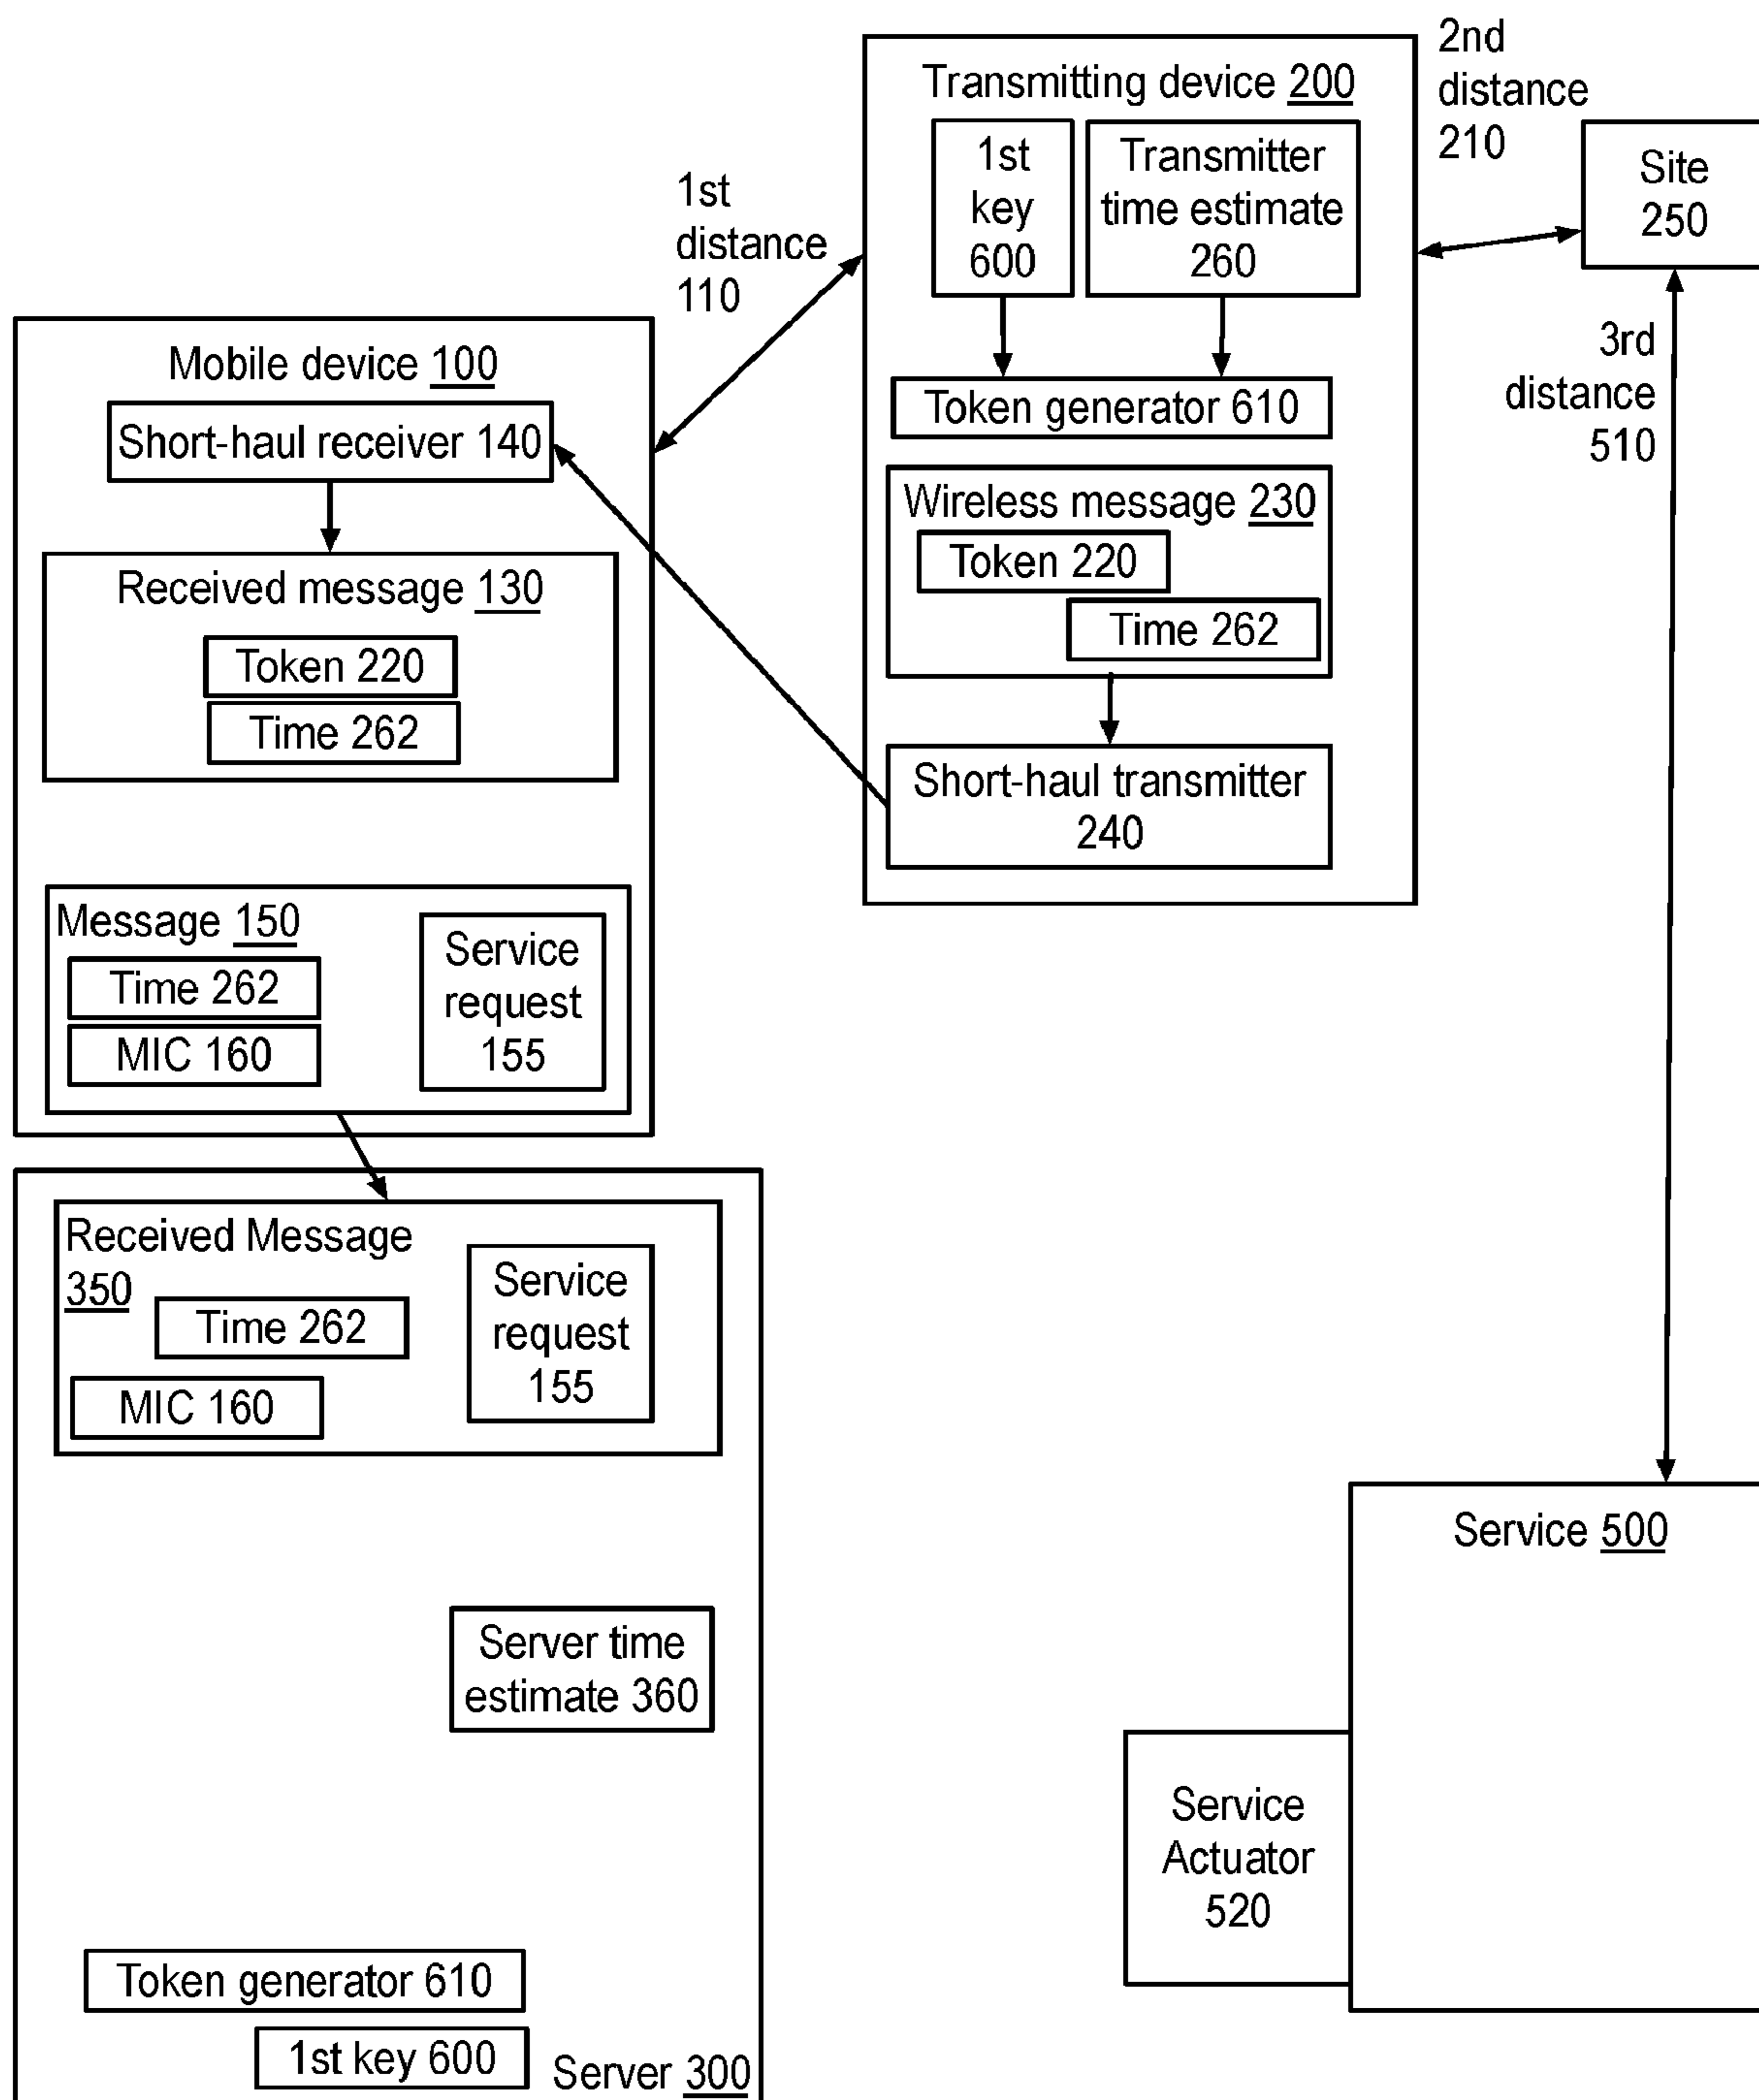 2nd
distance
210
Transmitting device 200
1st
key
600
Transmitter
time estimate
260
Site
250
1st
distance
110
3rd
distance
510
Mobile device 100
Short-haul receiver 140
Token generator 610
Wireless message 230
Token 220
Time 262
Received message 130
Token 220
Time 262
Short-haul transmitter
240
Message 150
Time 262
MIC 160
Service
request
155
Received Message
350
Time 262
MIC 160
Service
request
155
Service 500
Server time
estimate 360
Service
Actuator
520
Token generator 610
1st key 600
Server 300